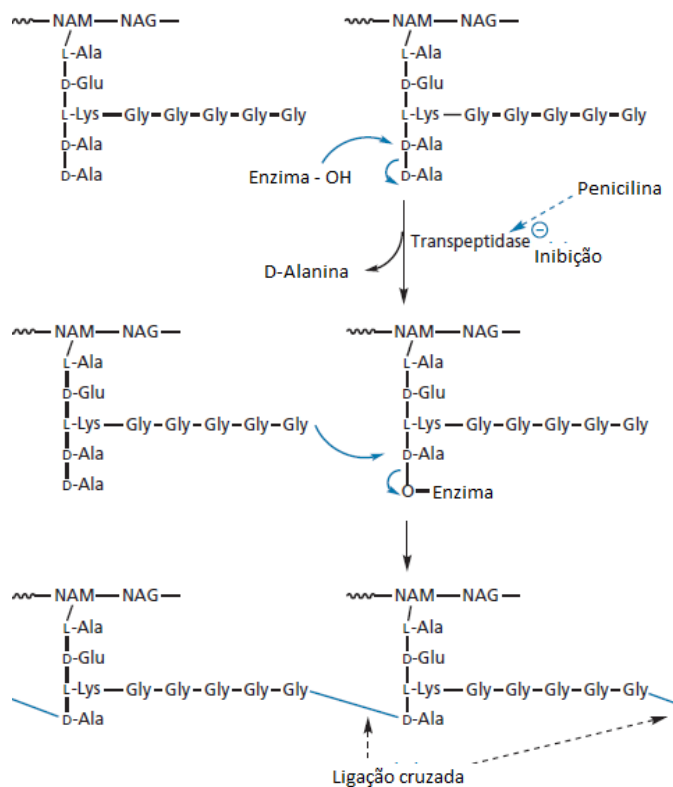 NAM—NAG— NAM—NAG—
L-Ala L-Ala
D-Glu D-Glu
L-Lys—Gly—Gly—Gly—Gly—Gly L-Lys—Gly—Gly—Gly—Gly—Gly
D-Ala D-Ala
D-Ala Enzima - OH D-Ala
Penicilina
Transpeptidase −
Inibição
D-Alanina
NAM—NAG— NAM—NAG—
L-Ala L-Ala
D-Glu D-Glu
L-Lys—Gly—Gly—Gly—Gly—Gly L-Lys—Gly—Gly—Gly—Gly—Gly
D-Ala D-Ala
D-Ala O—Enzima
NAM—NAG— NAM—NAG—
L-Ala L-Ala
D-Glu D-Glu
L-Lys—Gly—Gly—Gly—Gly—Gly L-Lys—Gly—Gly—Gly—Gly—Gly
D-Ala D-Ala
Ligação cruzada